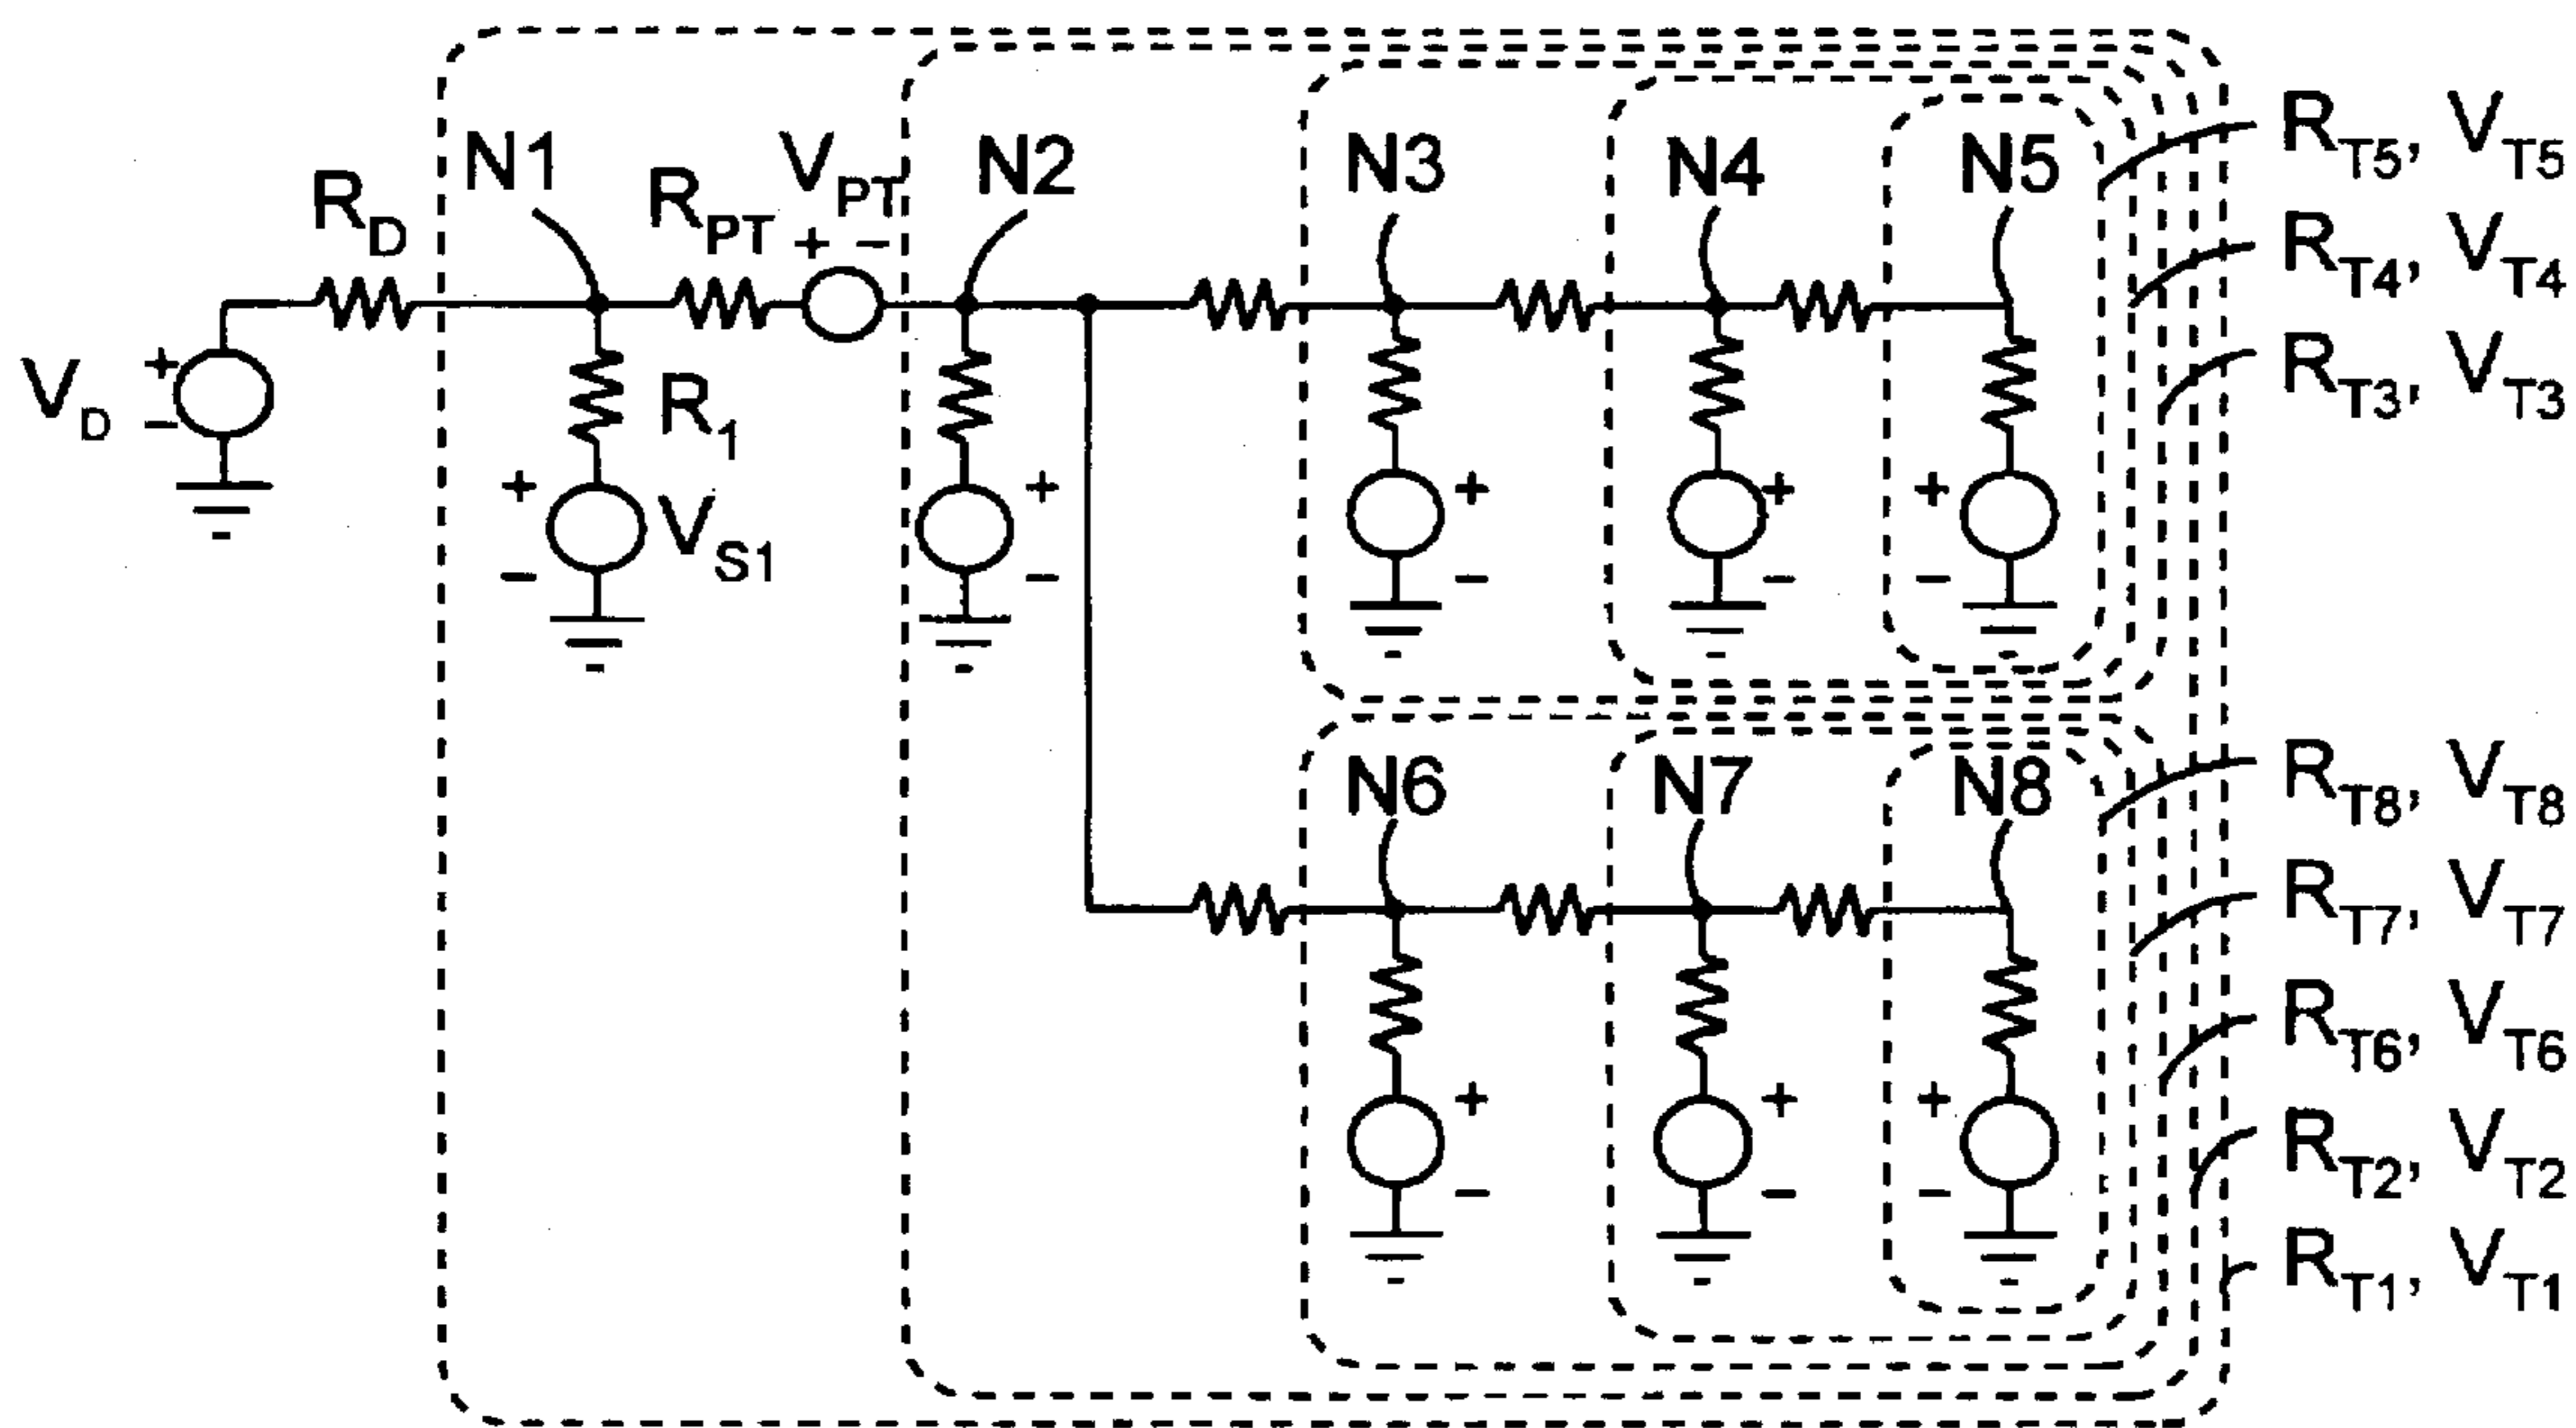 N1
V_PT
N2
N3
N4
N5
R_D
R_PT
+ −
V_D
+
−
R_1
+
−
V_S1
+
−
+
−
+
−
+
−
R_T5, V_T5
R_T4, V_T4
R_T3, V_T3
N6
N7
N8
+
−
+
−
+
−
R_T8, V_T8
R_T7, V_T7
R_T6, V_T6
R_T2, V_T2
R_T1, V_T1